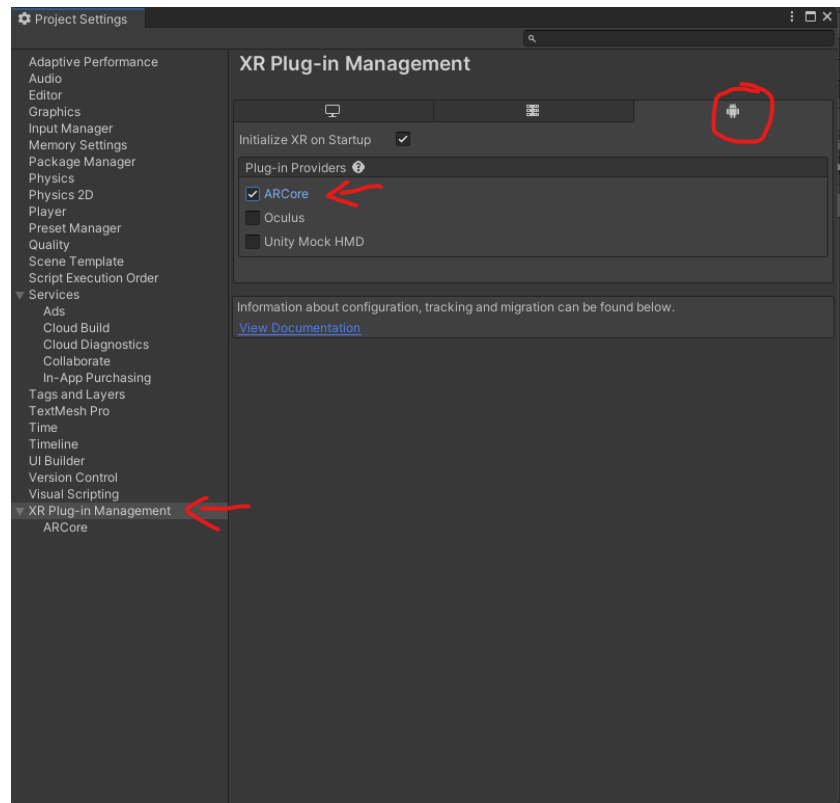 Project Settings
Adaptive Performance
Audio
Editor
Graphics
Input Manager
Memory Settings
Package Manager
Physics
Physics 2D
Player
Preset Manager
Quality
Scene Template
Script Execution Order
Services
Ads
Cloud Build
Cloud Diagnostics
Collaborate
In-App Purchasing
Tags and Layers
TextMesh Pro
Time
Timeline
UI Builder
Version Control
Visual Scripting
XR Plug-in Management
ARCore
XR Plug-in Management
Initialize XR on Startup
Plug-in Providers
ARCore
Oculus
Unity Mock HMD
Information about configuration, tracking and migration can be found below.
View Documentation